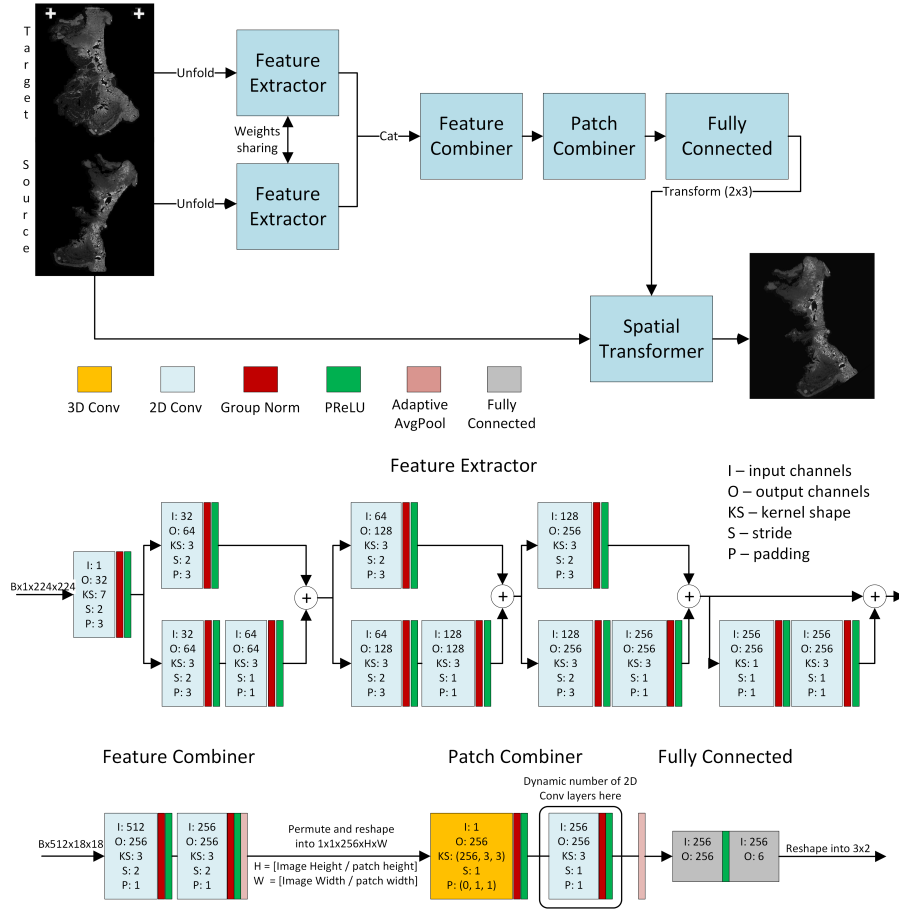 Target
Source
Unfold
Unfold
Feature
Extractor
Weights
sharing
Feature
Extractor
Cat
Feature
Combiner
Patch
Combiner
Fully
Connected
Transform (2x3)
Spatial
Transformer
3D Conv
2D Conv
Group Norm
PReLU
Adaptive
AvgPool
Fully
Connected
Feature Extractor
I – input channels
O – output channels
KS – kernel shape
S – stride
P – padding
Bx1x224x224
I: 1
O: 32
KS: 7
S: 2
P: 3
I: 32
O: 64
KS: 3
S: 2
P: 3
I: 32
O: 64
KS: 3
S: 2
P: 3
I: 64
O: 64
KS: 3
S: 1
P: 1
+
I: 64
O: 128
KS: 3
S: 2
P: 3
I: 64
O: 128
KS: 3
S: 2
P: 3
I: 128
O: 128
KS: 3
S: 1
P: 1
+
I: 128
O: 256
KS: 3
S: 2
P: 3
I: 128
O: 256
KS: 3
S: 2
P: 3
I: 256
O: 256
KS: 3
S: 1
P: 1
+
I: 256
O: 256
KS: 1
S: 1
P: 1
I: 256
O: 256
KS: 3
S: 1
P: 1
+
Feature Combiner
Bx512x18x18
I: 512
O: 256
KS: 3
S: 2
P: 1
I: 256
O: 256
KS: 3
S: 2
P: 1
Permute and reshape
into 1x1x256xHxW
H = [Image Height / patch height]
W = [Image Width / patch width]
Patch Combiner
I: 1
O: 256
KS: (256, 3, 3)
S: 1
P: (0, 1, 1)
Dynamic number of 2D
Conv layers here
I: 256
O: 256
KS: 3
S: 1
P: 1
Fully Connected
I: 256
O: 256
I: 256
O: 6
Reshape into 3x2